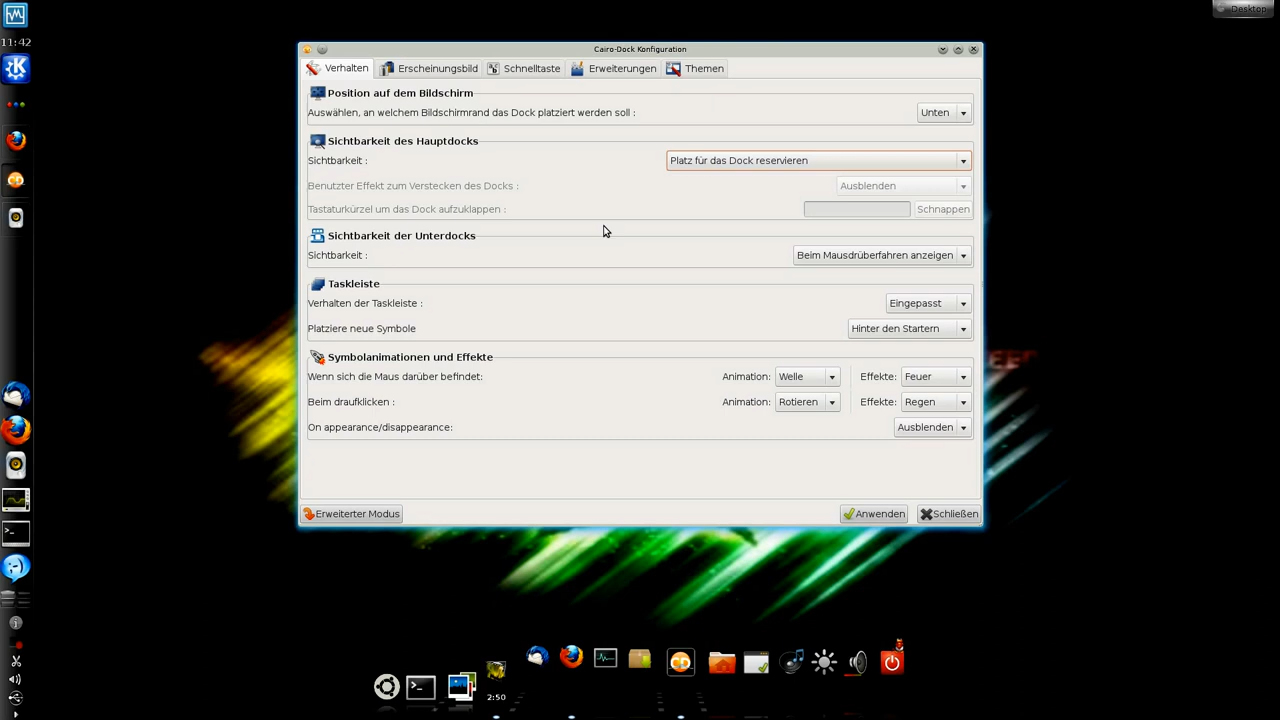 Desktop
11:42
Cairo-Dock Konfiguration
Verhalten Erscheinungsbild Schnelltaste Erweiterungen Themen
Position auf dem Bildschirm
Auswählen, an welchem Bildschirmrand das Dock platziert werden soll : Unten
Sichtbarkeit des Hauptdocks
Sichtbarkeit : Platz für das Dock reservieren
Benutzter Effekt zum Verstecken des Docks : Ausblenden
Tastaturkürzel um das Dock aufzuklappen : Schnappen
Sichtbarkeit der Unterdocks
Sichtbarkeit : Beim Mausdrüberfahren anzeigen
Taskleiste
Verhalten der Taskleiste : Eingepasst
Platziere neue Symbole Hinter den Startern
Symbolanimationen und Effekte
Wenn sich die Maus darüber befindet: Animation: Welle Effekte: Feuer
Beim draufklicken : Animation: Rotieren Effekte: Regen
On appearance/disappearance: Ausblenden
Erweiterter Modus Anwenden Schließen
2:50